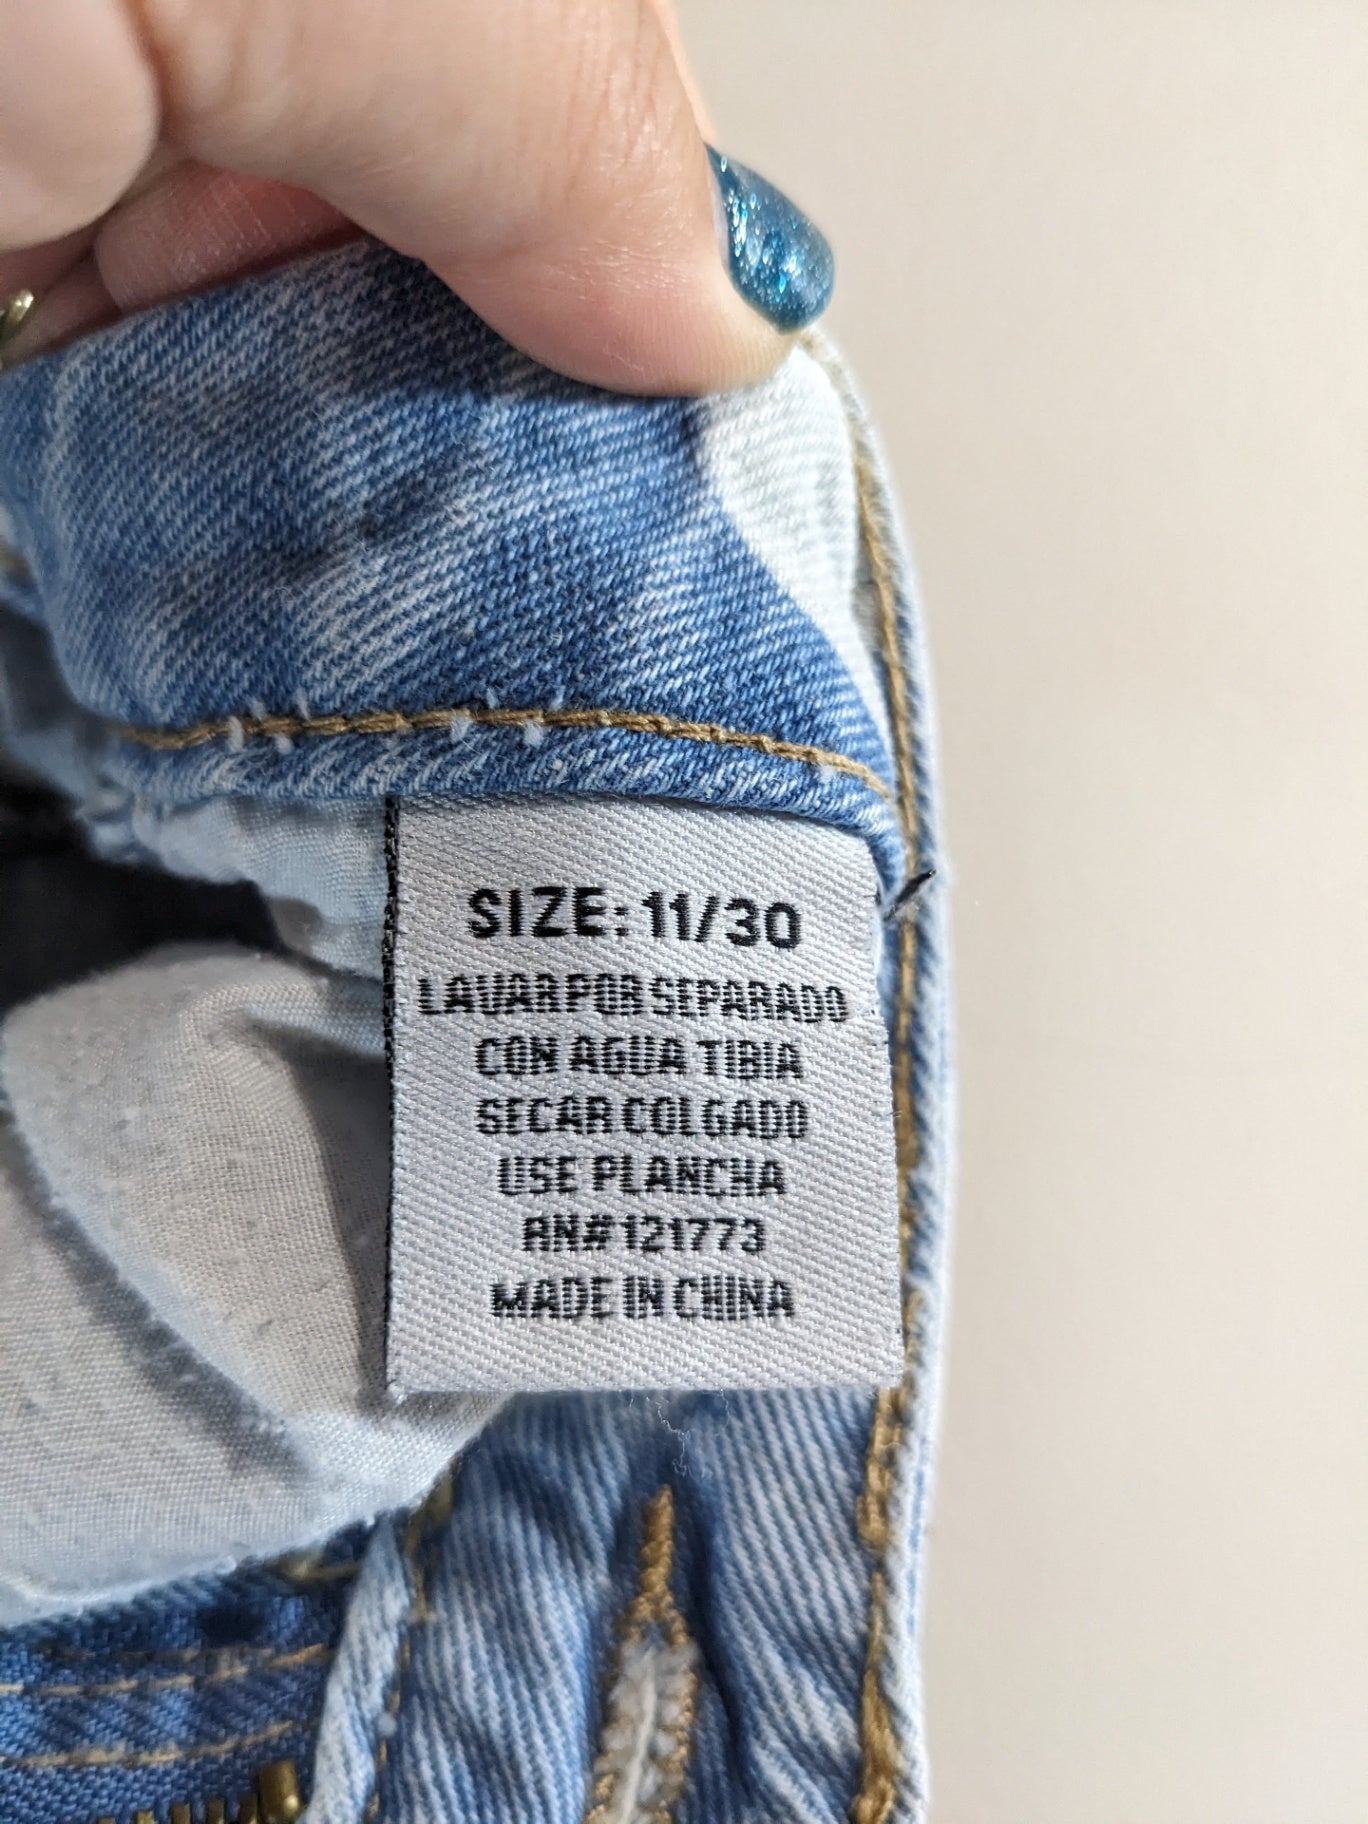 SIZE: 11/30
LAVAR POR SEPARADO
CON AGUA TIBIA
SECAR COLGADO
USE PLANCHA
RN#121773
MADE IN CHINA